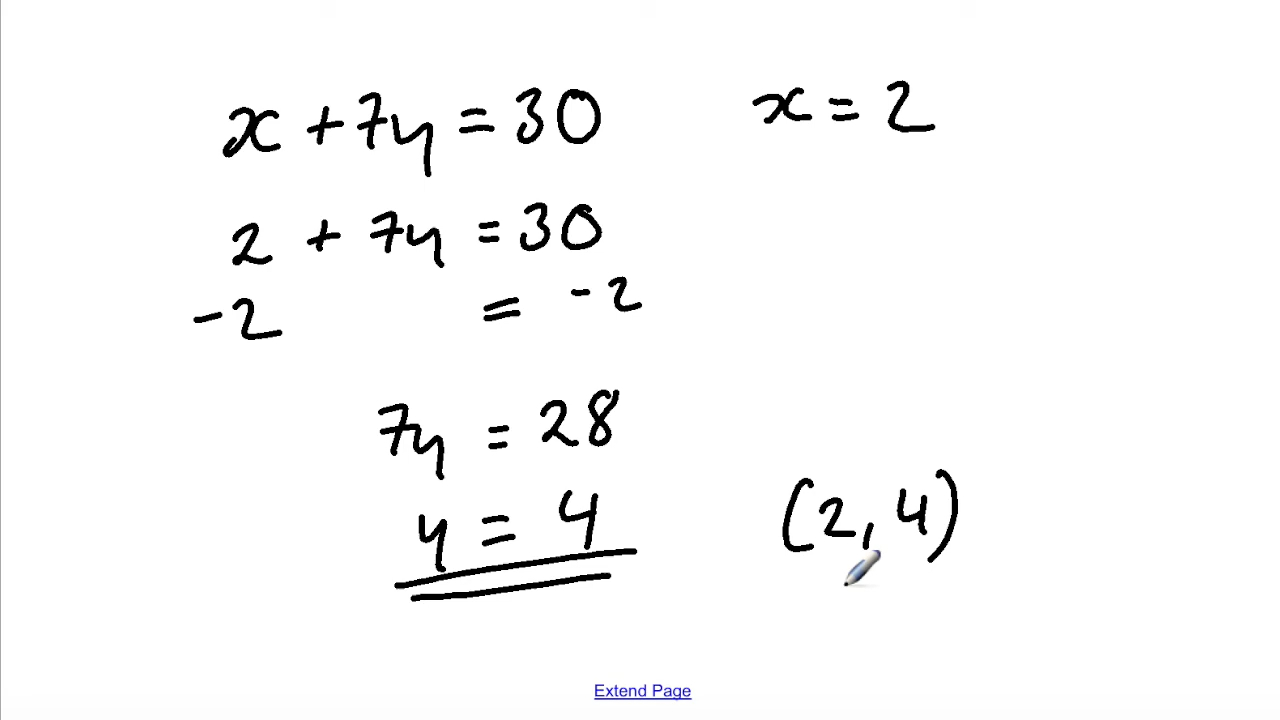 x + 7y = 30 x = 2
2 + 7y = 30
-2 = -2
7y = 28
y = 4 (2, 4)
Extend Page